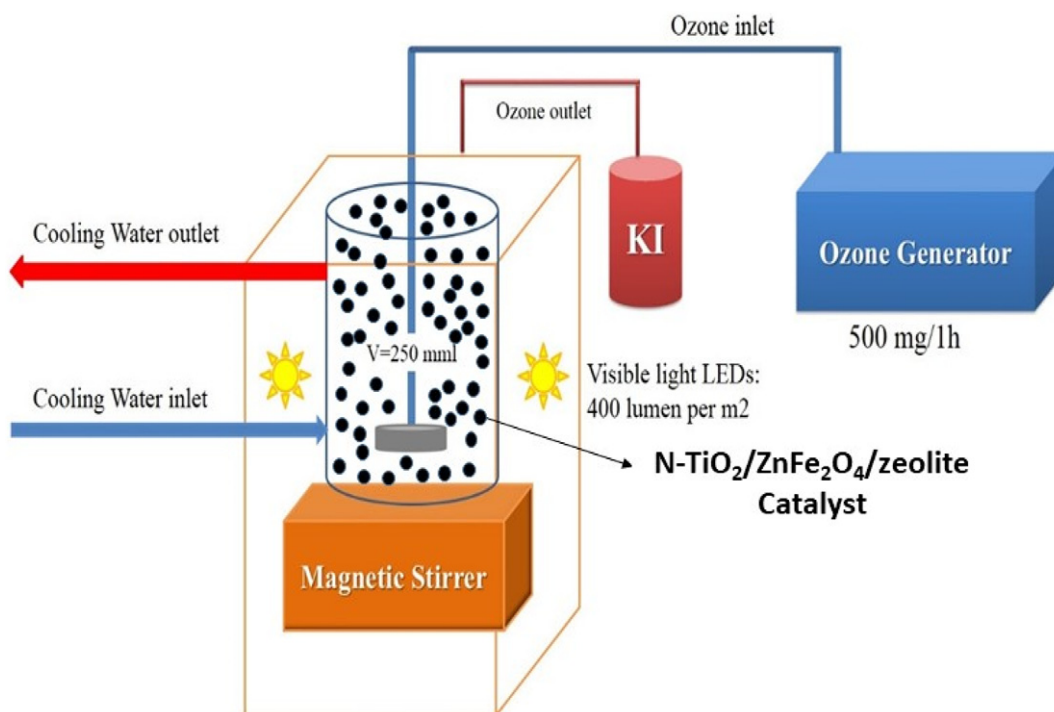 Ozone inlet
Ozone outlet
KI
Ozone Generator
500 mg/1h
Cooling Water outlet
V=250 mml
Visible light LEDs:
400 lumen per m2
Cooling Water inlet
N-TiO₂/ZnFe₂O₄/zeolite
Catalyst
Magnetic Stirrer